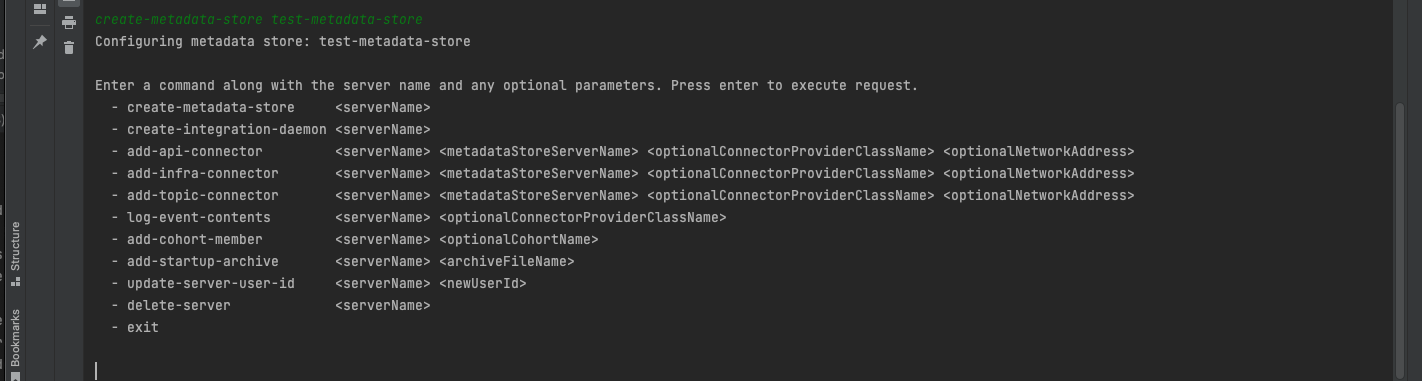 create-metadata-store test-metadata-store
Configuring metadata store: test-metadata-store
Enter a command along with the server name and any optional parameters. Press enter to execute request.
- create-metadata-store <serverName>
- create-integration-daemon <serverName>
- add-api-connector <serverName> <metadataStoreServerName> <optionalConnectorProviderClassName> <optionalNetworkAddress>
- add-infra-connector <serverName> <metadataStoreServerName> <optionalConnectorProviderClassName> <optionalNetworkAddress>
- add-topic-connector <serverName> <metadataStoreServerName> <optionalConnectorProviderClassName> <optionalNetworkAddress>
- log-event-contents <serverName> <optionalConnectorProviderClassName>
- add-cohort-member <serverName> <optionalCohortName>
- add-startup-archive <serverName> <archiveFileName>
- update-server-user-id <serverName> <newUserId>
- delete-server <serverName>
- exit
Structure
Bookmarks